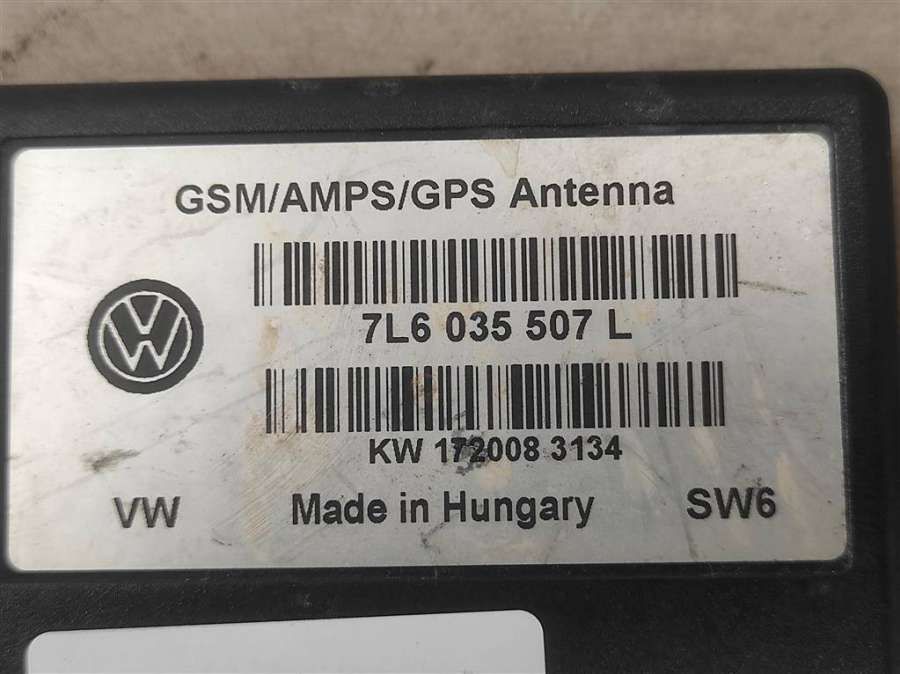 GSM/AMPS/GPS Antenna
7L6 035 507 L
KW 172008 3134
VW Made in Hungary SW6